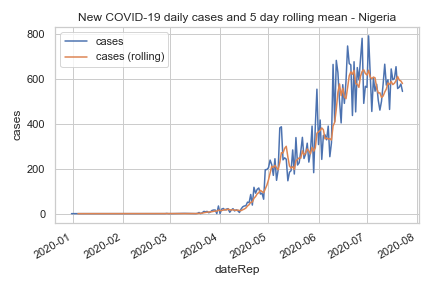 New COVID-19 daily cases and 5 day rolling mean - Nigeria
800
600
400
200
0
cases
cases (rolling)
cases
2020-01
2020-02
2020-03
2020-04
2020-05
2020-06
2020-07
2020-08
dateRep